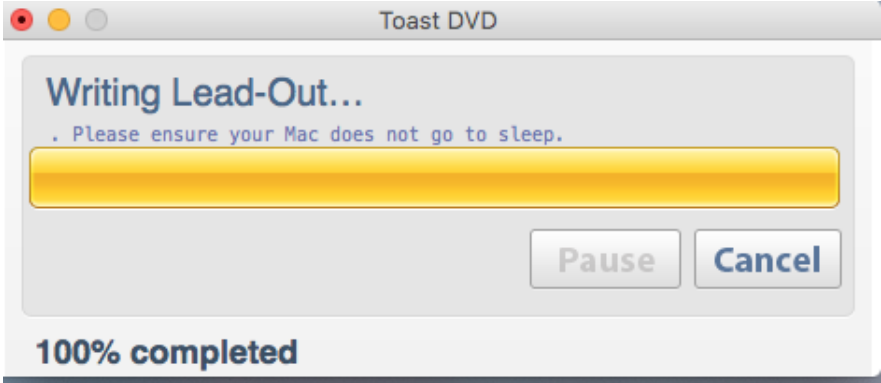 Toast DVD
Writing Lead-Out...
. Please ensure your Mac does not go to sleep.
Pause
Cancel
100% completed